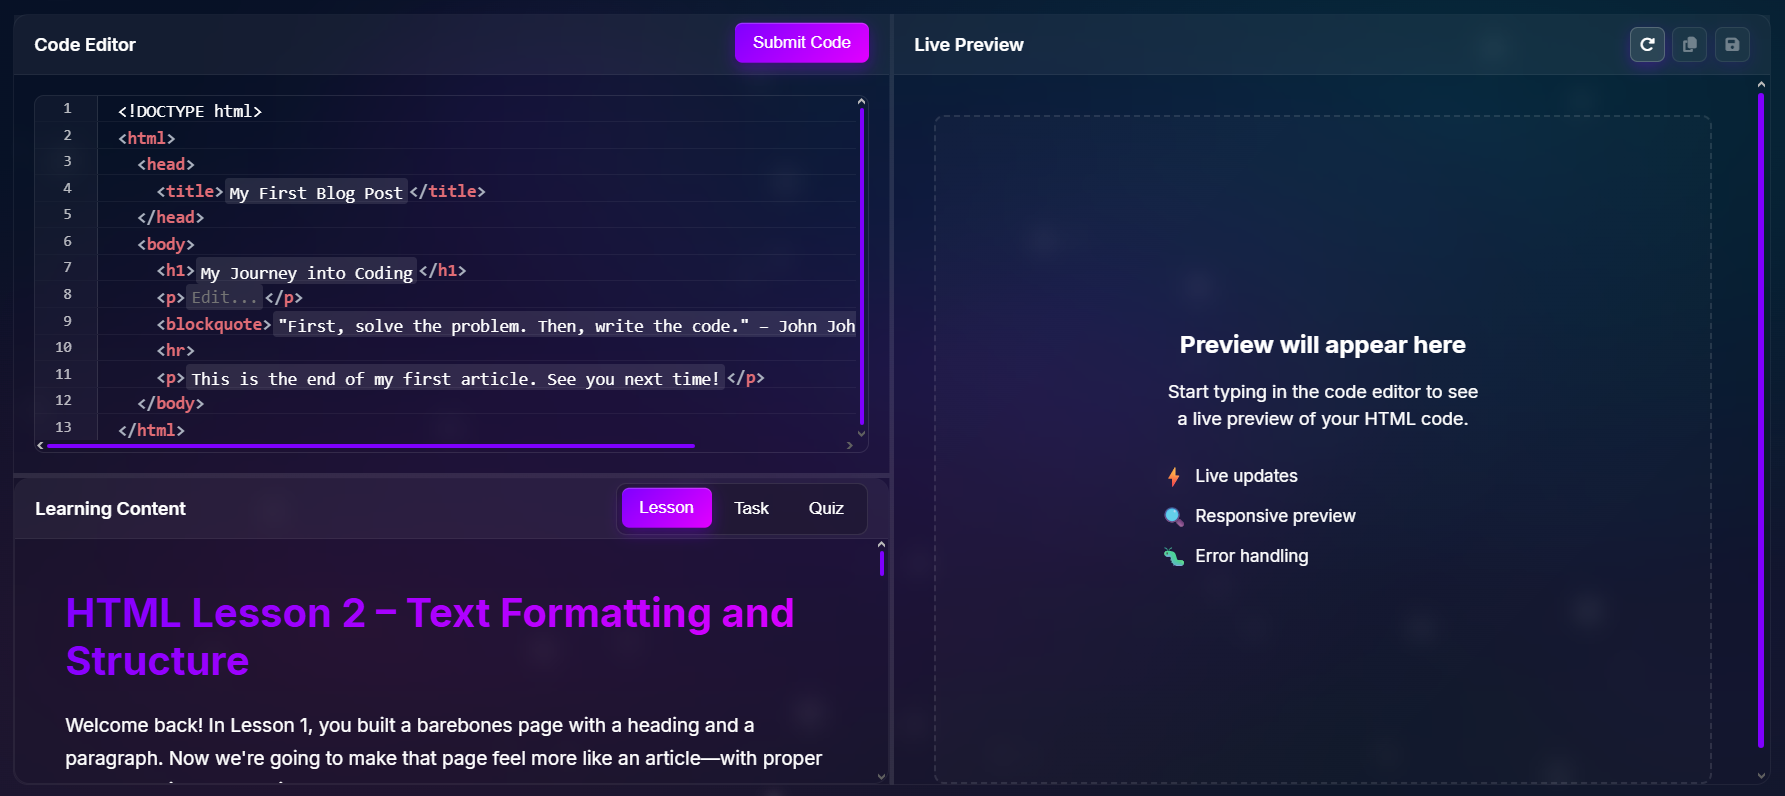 Code Editor
Submit Code
1 <!DOCTYPE html>
2 <html>
3 <head>
4 <title> My First Blog Post </title>
5 </head>
6 <body>
7 <h1> My Journey into Coding </h1>
8 <p> Edit... </p>
9 <blockquote> "First, solve the problem. Then, write the code." – John Joh
10 <hr>
11 <p> This is the end of my first article. See you next time! </p>
12 </body>
13 </html>
Learning Content
Lesson Task Quiz
HTML Lesson 2 – Text Formatting and
Structure
Welcome back! In Lesson 1, you built a barebones page with a heading and a
paragraph. Now we're going to make that page feel more like an article—with proper
Live Preview
Preview will appear here
Start typing in the code editor to see
a live preview of your HTML code.
Live updates
Responsive preview
Error handling